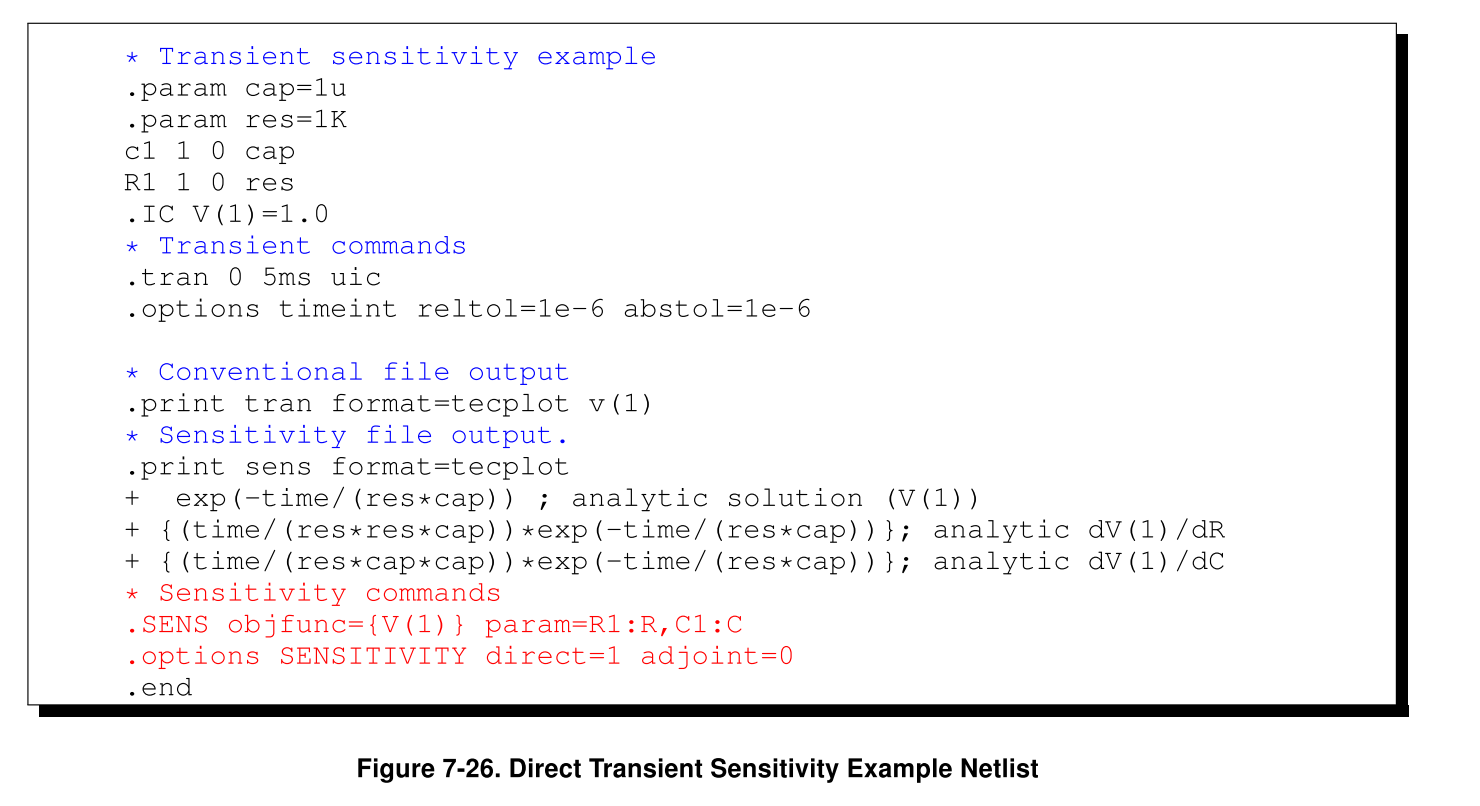 * Transient sensitivity example
.param cap=1u
.param res=1K
c1 1 0 cap
R1 1 0 res
.IC V(1)=1.0
* Transient commands
.tran 0 5ms uic
.options timeint reltol=1e-6 abstol=1e-6
* Conventional file output
.print tran format=tecplot v(1)
* Sensitivity file output.
.print sens format=tecplot
+  exp(-time/(res*cap)) ; analytic solution (V(1))
+ {(time/(res*res*cap))*exp(-time/(res*cap))}; analytic dV(1)/dR
+ {(time/(res*cap*cap))*exp(-time/(res*cap))}; analytic dV(1)/dC
* Sensitivity commands
.SENS objfunc={V(1)} param=R1:R,C1:C
.options SENSITIVITY direct=1 adjoint=0
.end
Figure 7-26. Direct Transient Sensitivity Example Netlist